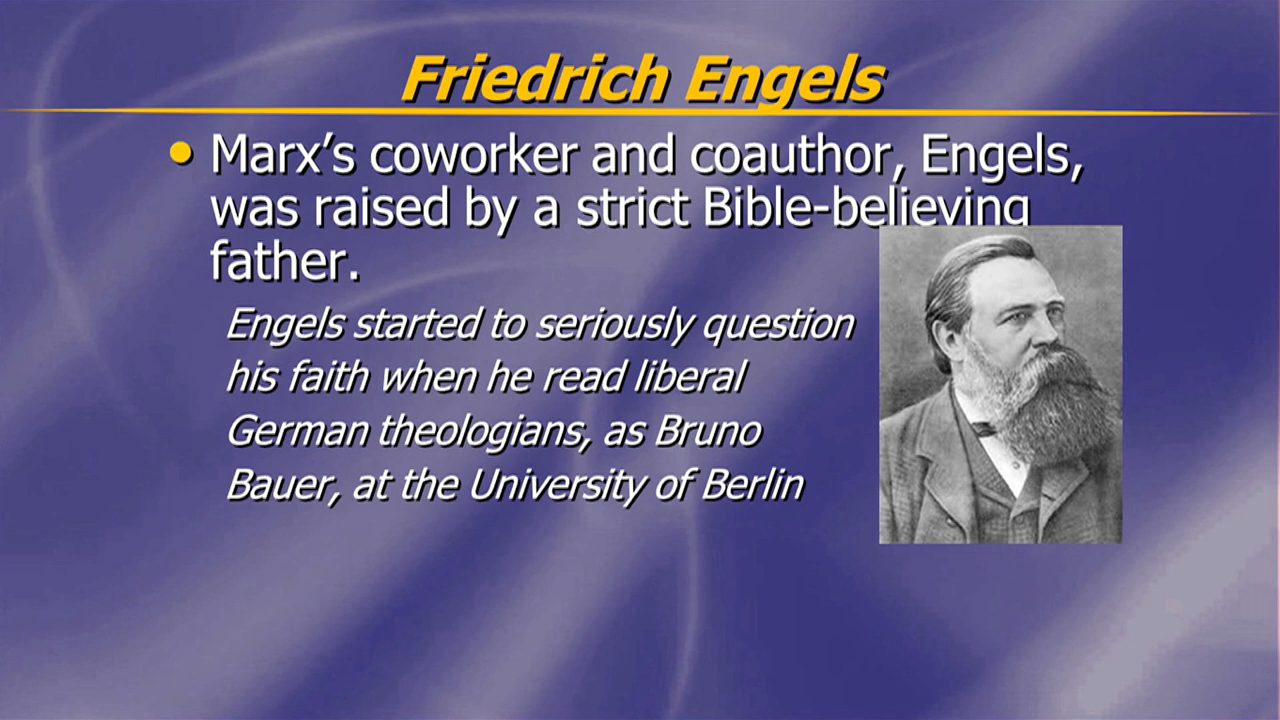 Friedrich Engels
• Marx’s coworker and coauthor, Engels,
was raised by a strict Bible-believing
father.
Engels started to seriously question
his faith when he read liberal
German theologians, as Bruno
Bauer, at the University of Berlin